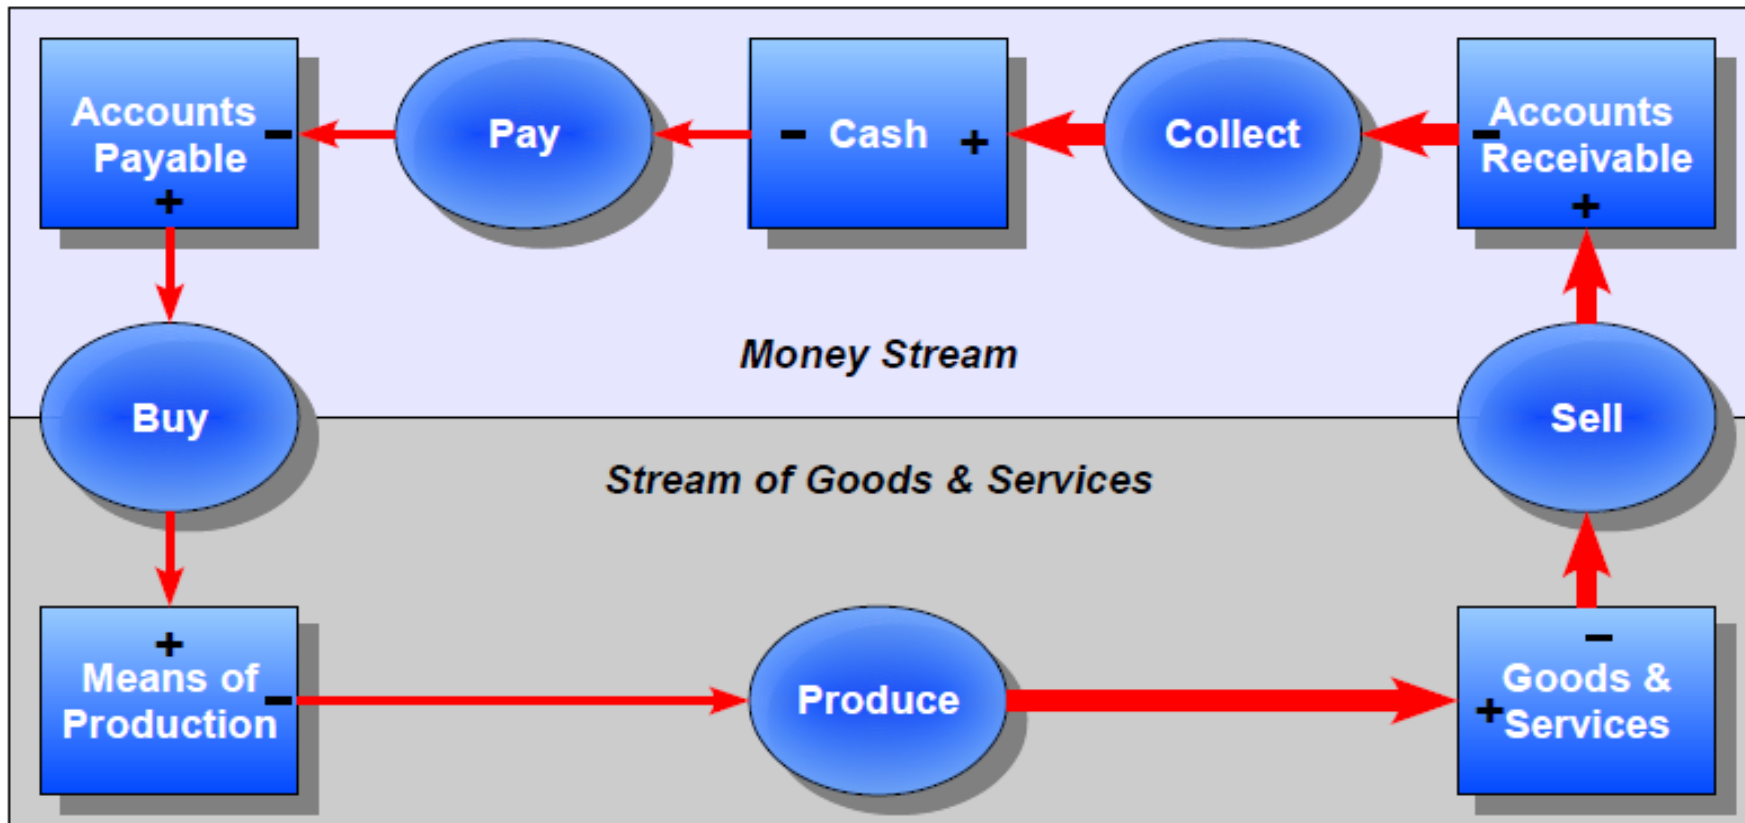 Accounts
Payable
Pay
Cash
Collect
Accounts
Receivable
− + − + − +
Money Stream
Buy
Sell
Stream of Goods & Services
+ −
Means of
Production
Produce
− +
Goods &
Services